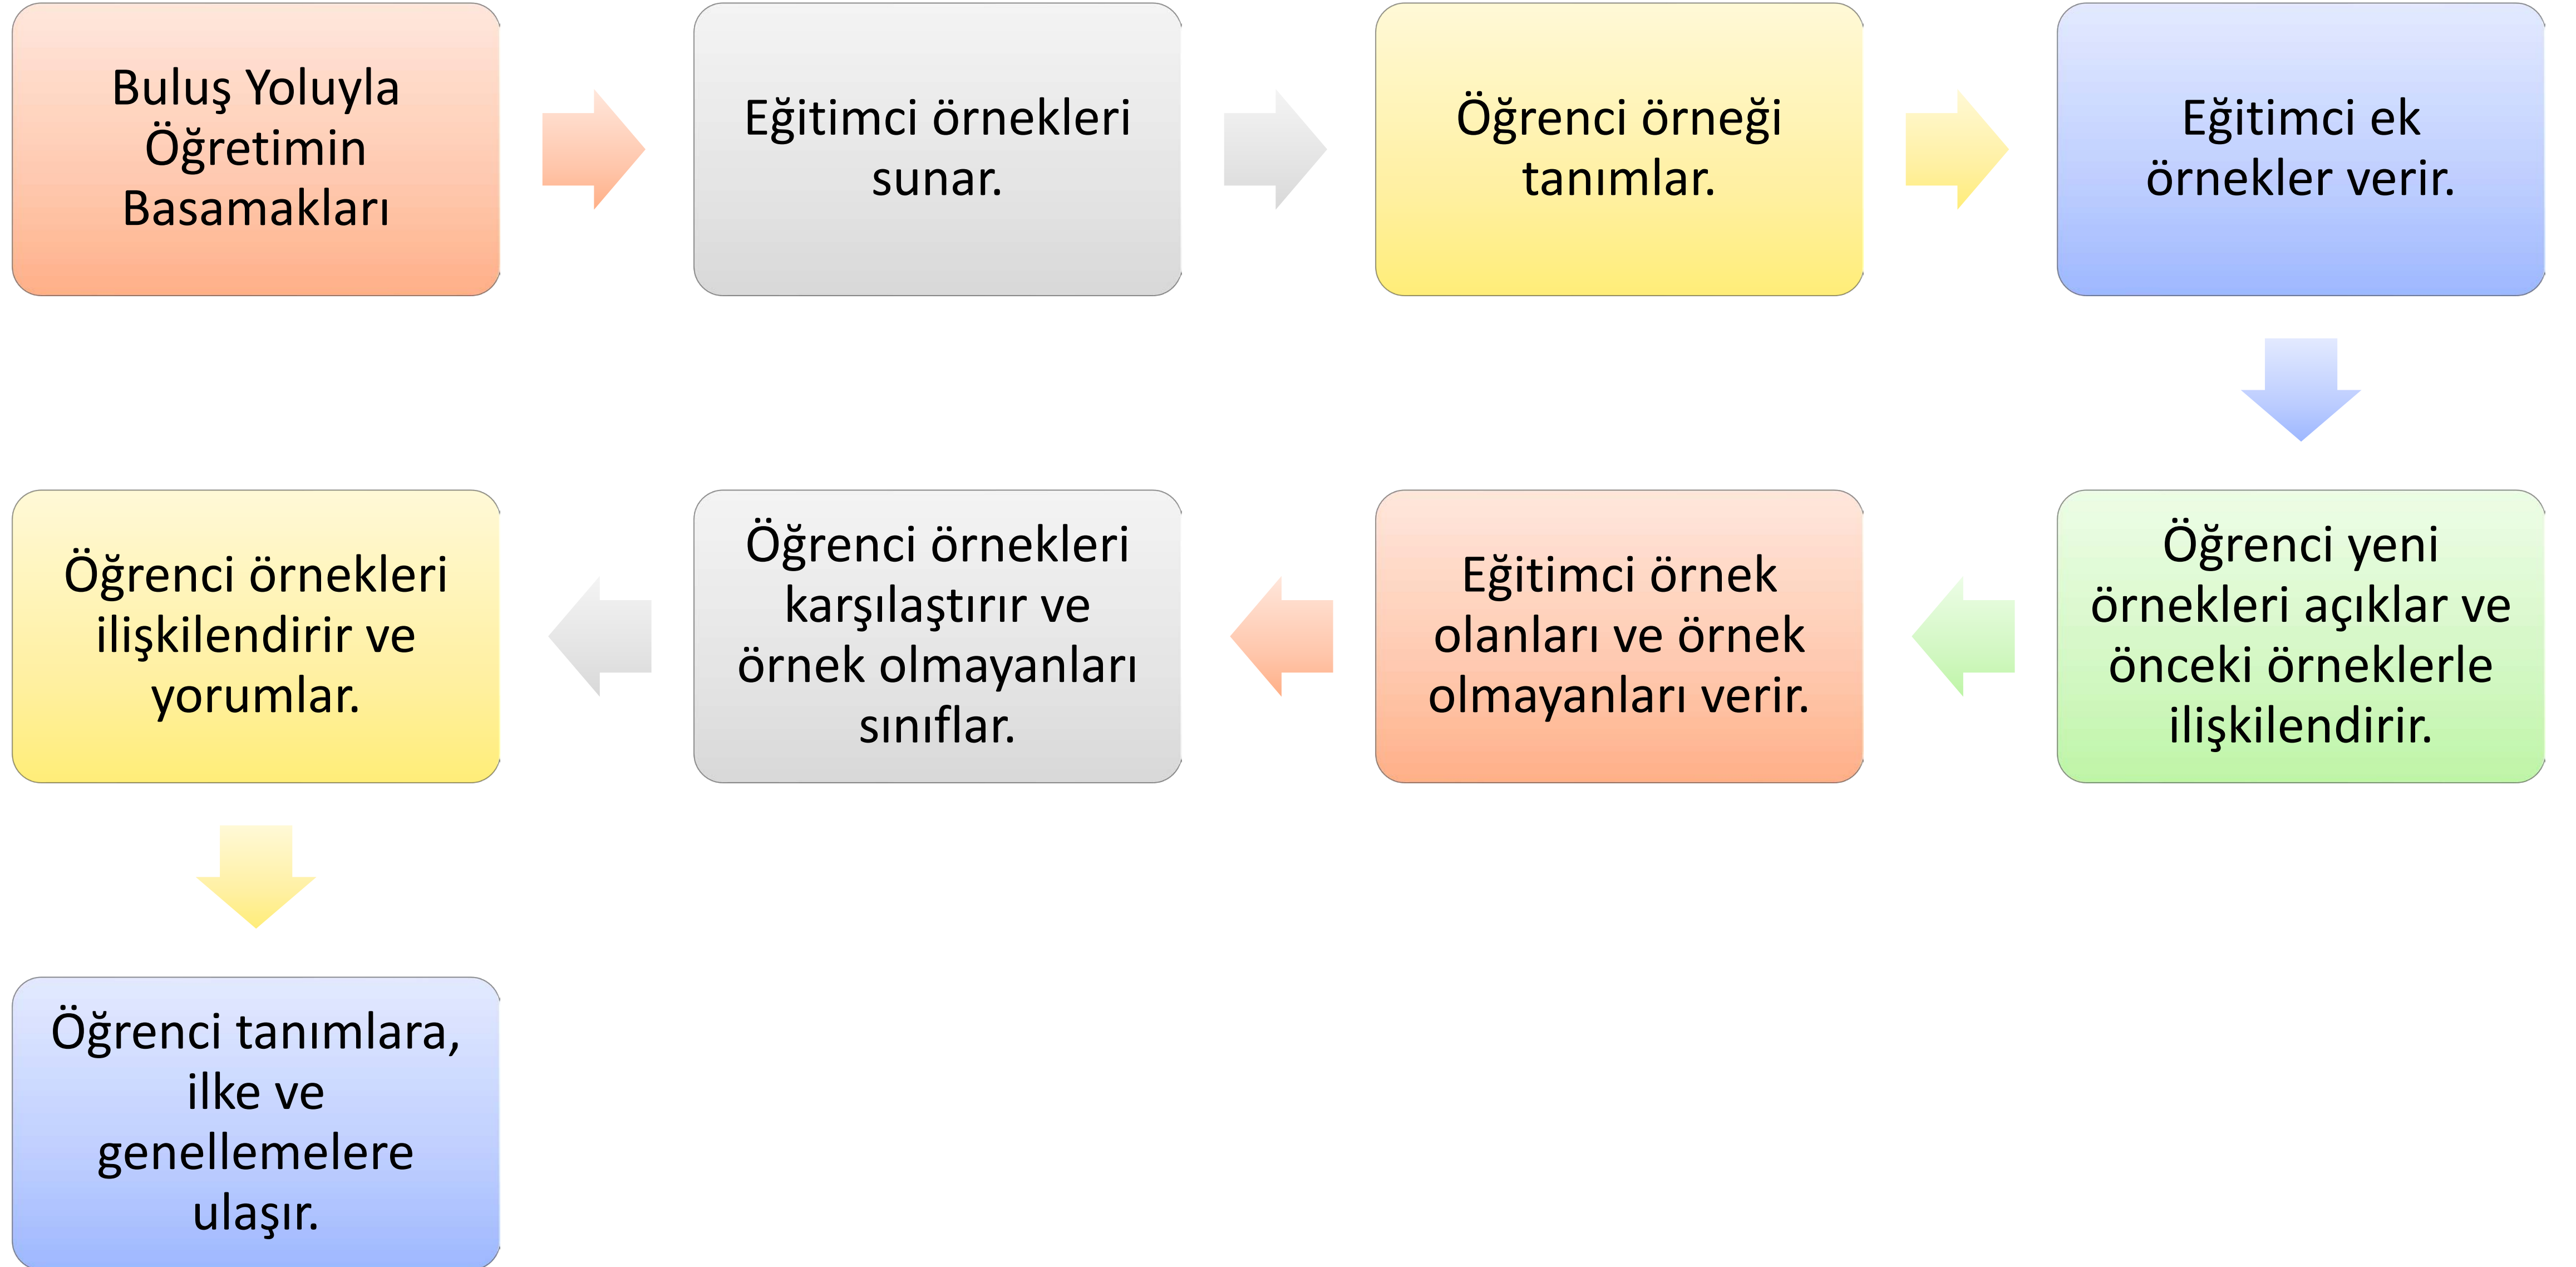 Buluş Yoluyla
Öğretimin
Basamakları
Eğitimci örnekleri
sunar.
Öğrenci örneği
tanımlar.
Eğitimci ek
örnekler verir.
Öğrenci yeni
örnekleri açıklar ve
önceki örneklerle
ilişkilendirir.
Eğitimci örnek
olanları ve örnek
olmayanları verir.
Öğrenci örnekleri
karşılaştırır ve
örnek olmayanları
sınıflar.
Öğrenci örnekleri
ilişkilendirir ve
yorumlar.
Öğrenci tanımlara,
ilke ve
genellemelere
ulaşır.